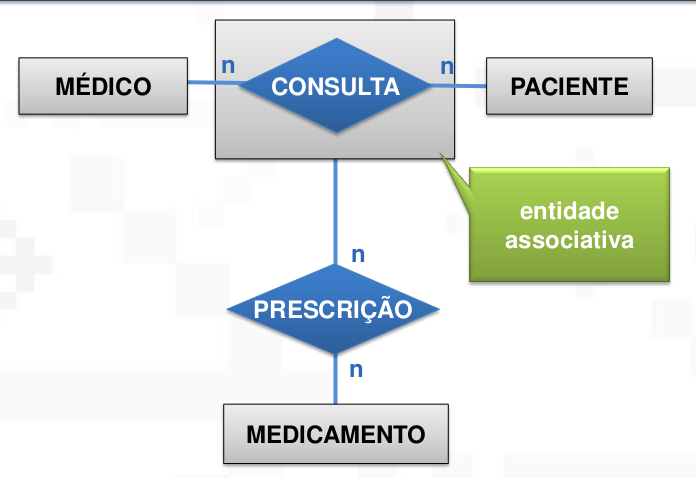 n
n
MÉDICO
CONSULTA
PACIENTE
entidade
associativa
n
PRESCRIÇÃO
n
MEDICAMENTO